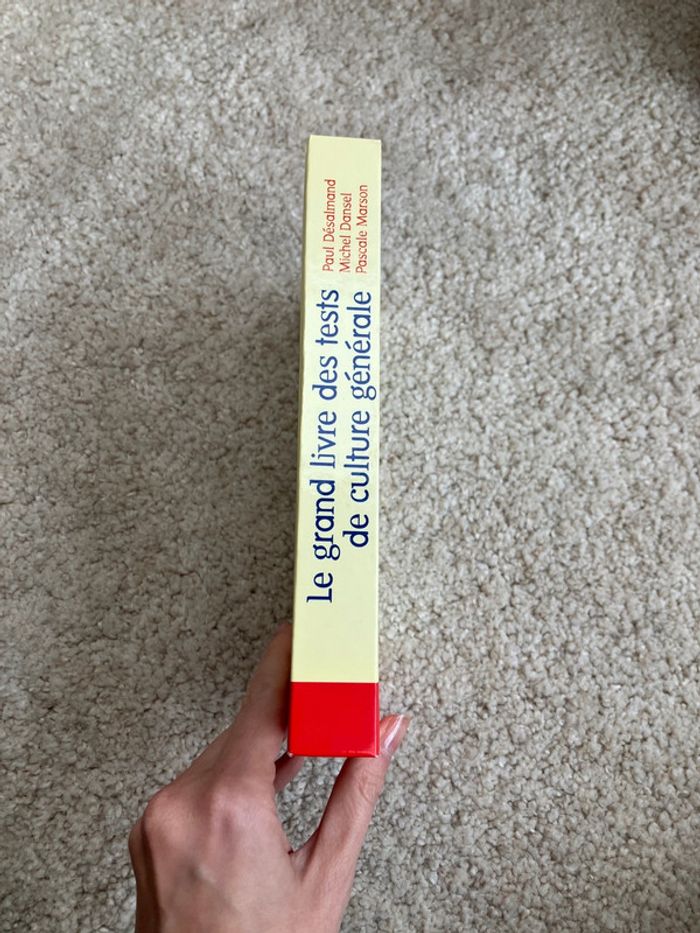 Le grand livre des tests
de culture générale
Paul Désalmand
Michel Dansel
Pascale Marson